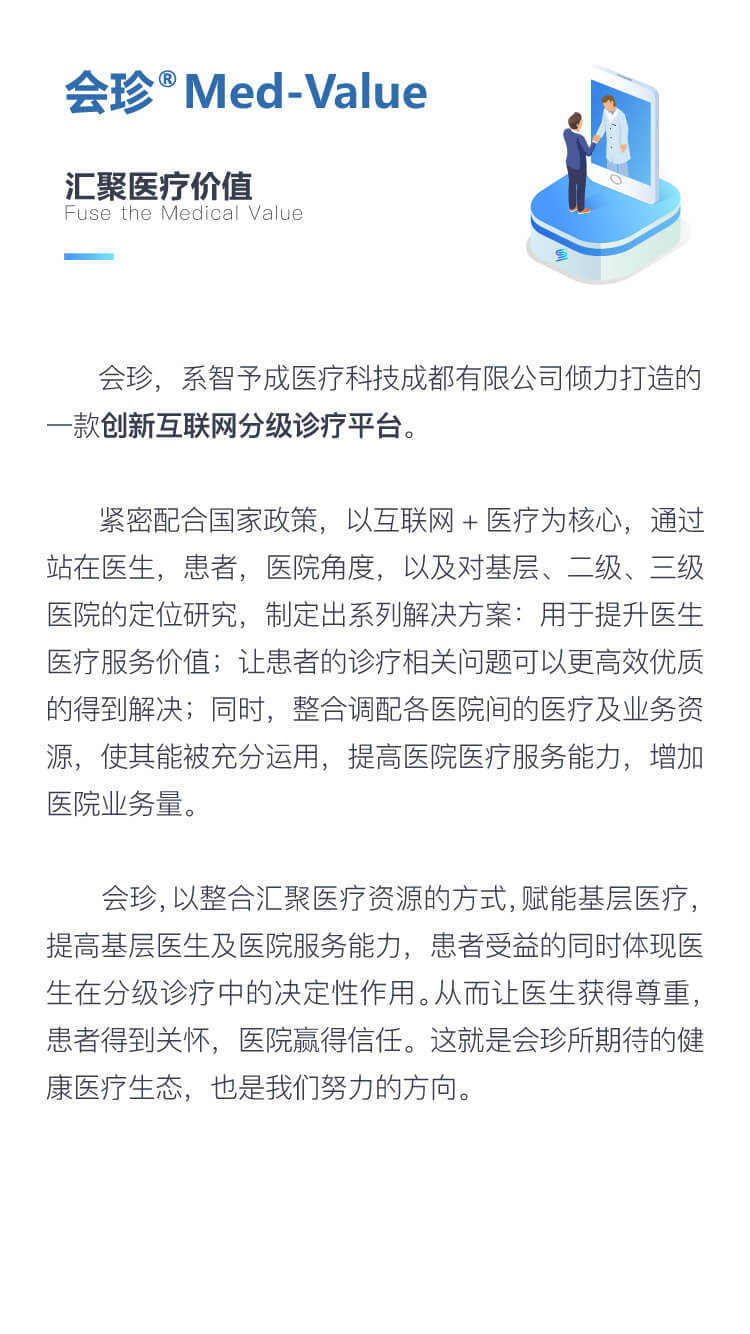 会珍®Med-Value
汇聚医疗价值
Fuse the Medical Value
会珍，系智予成医疗科技成都有限公司倾力打造的
一款创新互联网分级诊疗平台。
紧密配合国家政策，以互联网 + 医疗为核心，通过
站在医生，患者，医院角度，以及对基层、二级、三级
医院的定位研究，制定出系列解决方案：用于提升医生
医疗服务价值；让患者的诊疗相关问题可以更高效优质
的得到解决；同时，整合调配各医院间的医疗及业务资
源，使其能被充分运用，提高医院医疗服务能力，增加
医院业务量。
会珍，以整合汇聚医疗资源的方式，赋能基层医疗，
提高基层医生及医院服务能力，患者受益的同时体现医
生在分级诊疗中的决定性作用。从而让医生获得尊重，
患者得到关怀，医院赢得信任。这就是会珍所期待的健
康医疗生态，也是我们努力的方向。